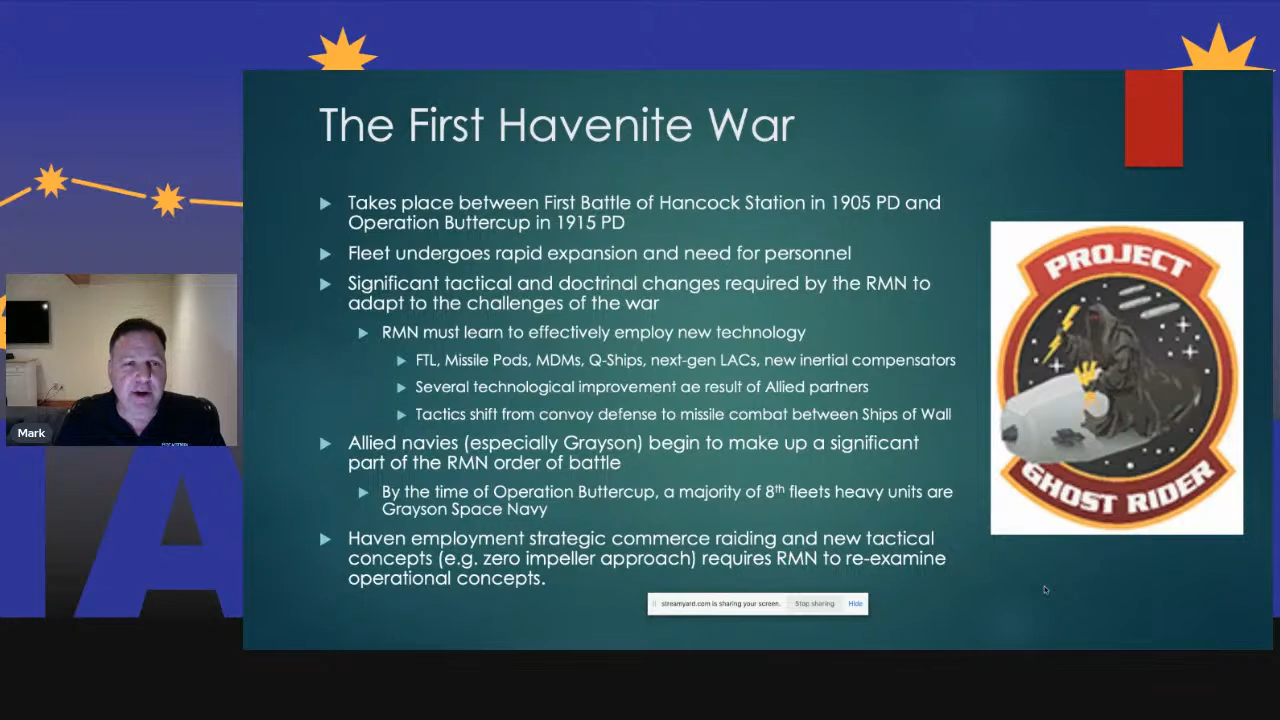 The First Havenite War
Takes place between First Battle of Hancock Station in 1905 PD and
Operation Buttercup in 1915 PD
Fleet undergoes rapid expansion and need for personnel
Significant tactical and doctrinal changes required by the RMN to
adapt to the challenges of the war
RMN must learn to effectively employ new technology
FTL, Missile Pods, MDMs, Q-Ships, next-gen LACs, new inertial compensators
Several technological improvement ae result of Allied partners
Tactics shift from convoy defense to missile combat between Ships of Wall
Allied navies (especially Grayson) begin to make up a significant
part of the RMN order of battle
By the time of Operation Buttercup, a majority of 8th fleets heavy units are
Grayson Space Navy
Haven employment strategic commerce raiding and new tactical
concepts (e.g. zero impeller approach) requires RMN to re-examine
operational concepts.
PROJECT
GHOST RIDER
Mark
streamyard.com is sharing your screen. Stop sharing Hide